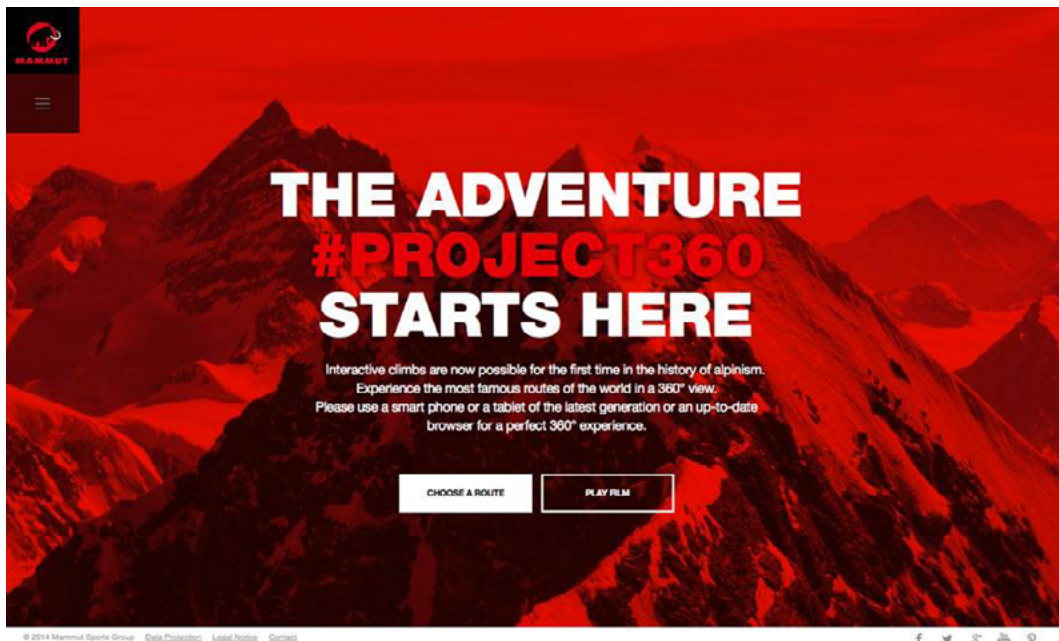 MAMMUT
THE ADVENTURE
#PROJECT360
STARTS HERE
Interactive climbs are now possible for the first time in the history of alpinism.
Experience the most famous routes of the world in a 360° view.
Please use a smart phone or a tablet of the latest generation or an up-to-date
browser for a perfect 360° experience.
CHOOSE A ROUTE
PLAY FILM
© 2014 Mammut Sports Group Data Protection Legal Notice Contact